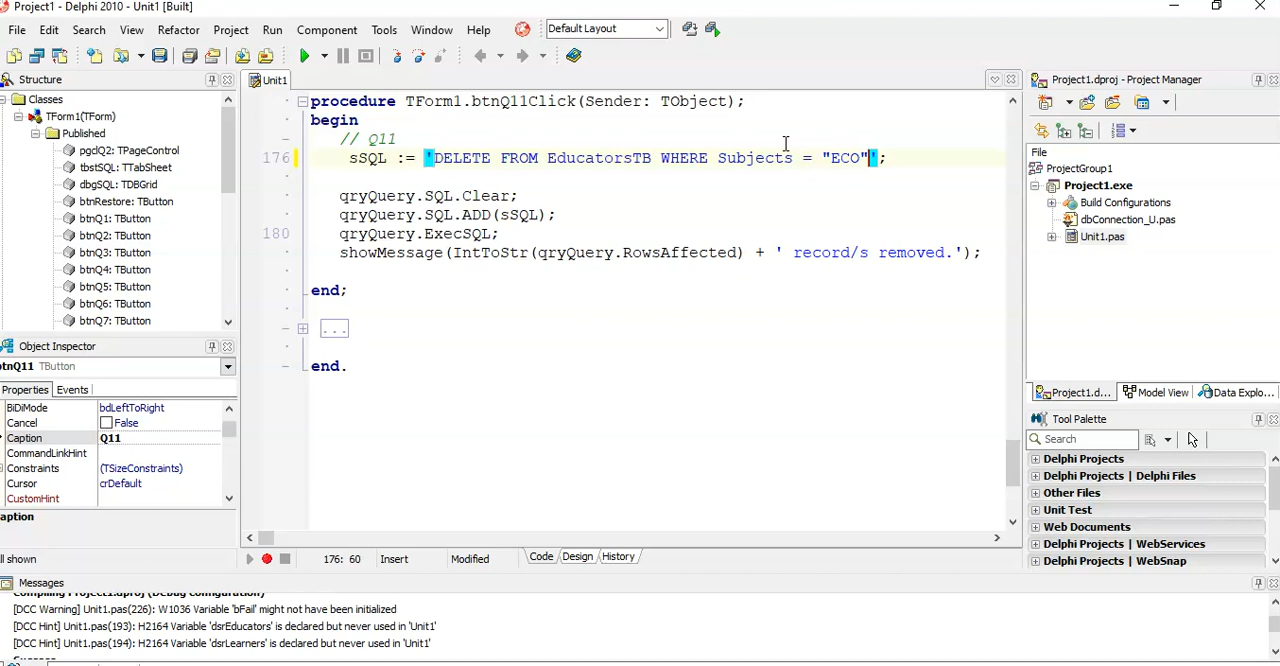 Project1 - Delphi 2010 - Unit1 [Built]
File Edit Search View Refactor Project Run Component Tools Window Help
Default Layout
Structure
Classes
TForm1(TForm)
Published
pgdlQ2: TPageControl
tbstSQL: TTabSheet
dbgSQL: TDBGrid
btnRestore: TButton
btnQ1: TButton
btnQ2: TButton
btnQ3: TButton
btnQ4: TButton
btnQ5: TButton
btnQ6: TButton
btnQ7: TButton
Object Inspector
btnQ11 TButton
Properties Events
BiDiMode bdLeftToRight
Cancel False
Caption Q11
CommandLinkHint
Constraints (TSizeConstraints)
Cursor crDefault
CustomHint
aption
ll shown
Unit1
procedure TForm1.btnQ11Click(Sender: TObject);
begin
// Q11
176 sSQL := 'DELETE FROM EducatorsTB WHERE Subjects = "ECO"';
qryQuery.SQL.Clear;
qryQuery.SQL.ADD(sSQL);
180 qryQuery.ExecSQL;
showMessage(IntToStr(qryQuery.RowsAffected) + ' record/s removed.');
end;
...
end.
176: 60 Insert Modified Code Design History
Project1.dproj - Project Manager
File
ProjectGroup1
Project1.exe
Build Configurations
dbConnection_U.pas
Unit1.pas
Project1.d... Model View Data Explo...
Tool Palette
Search
Delphi Projects
Delphi Projects | Delphi Files
Other Files
Unit Test
Web Documents
Delphi Projects | WebServices
Delphi Projects | WebSnap
Messages
Compiling Project1.dproj (Debug configuration)
[DCC Warning] Unit1.pas(226): W1036 Variable 'bFail' might not have been initialized
[DCC Hint] Unit1.pas(193): H2164 Variable 'dsrEducators' is declared but never used in 'Unit1'
[DCC Hint] Unit1.pas(194): H2164 Variable 'dsrLearners' is declared but never used in 'Unit1'
Success